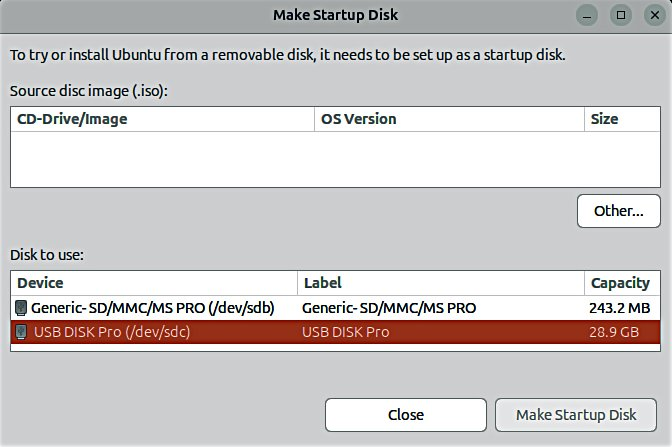 Make Startup Disk
To try or install Ubuntu from a removable disk, it needs to be set up as a startup disk.
Source disc image (.iso):
CD-Drive/Image OS Version Size
Other...
Disk to use:
Device Label Capacity
Generic- SD/MMC/MS PRO (/dev/sdb) Generic- SD/MMC/MS PRO 243.2 MB
USB DISK Pro (/dev/sdc) USB DISK Pro 28.9 GB
Close Make Startup Disk